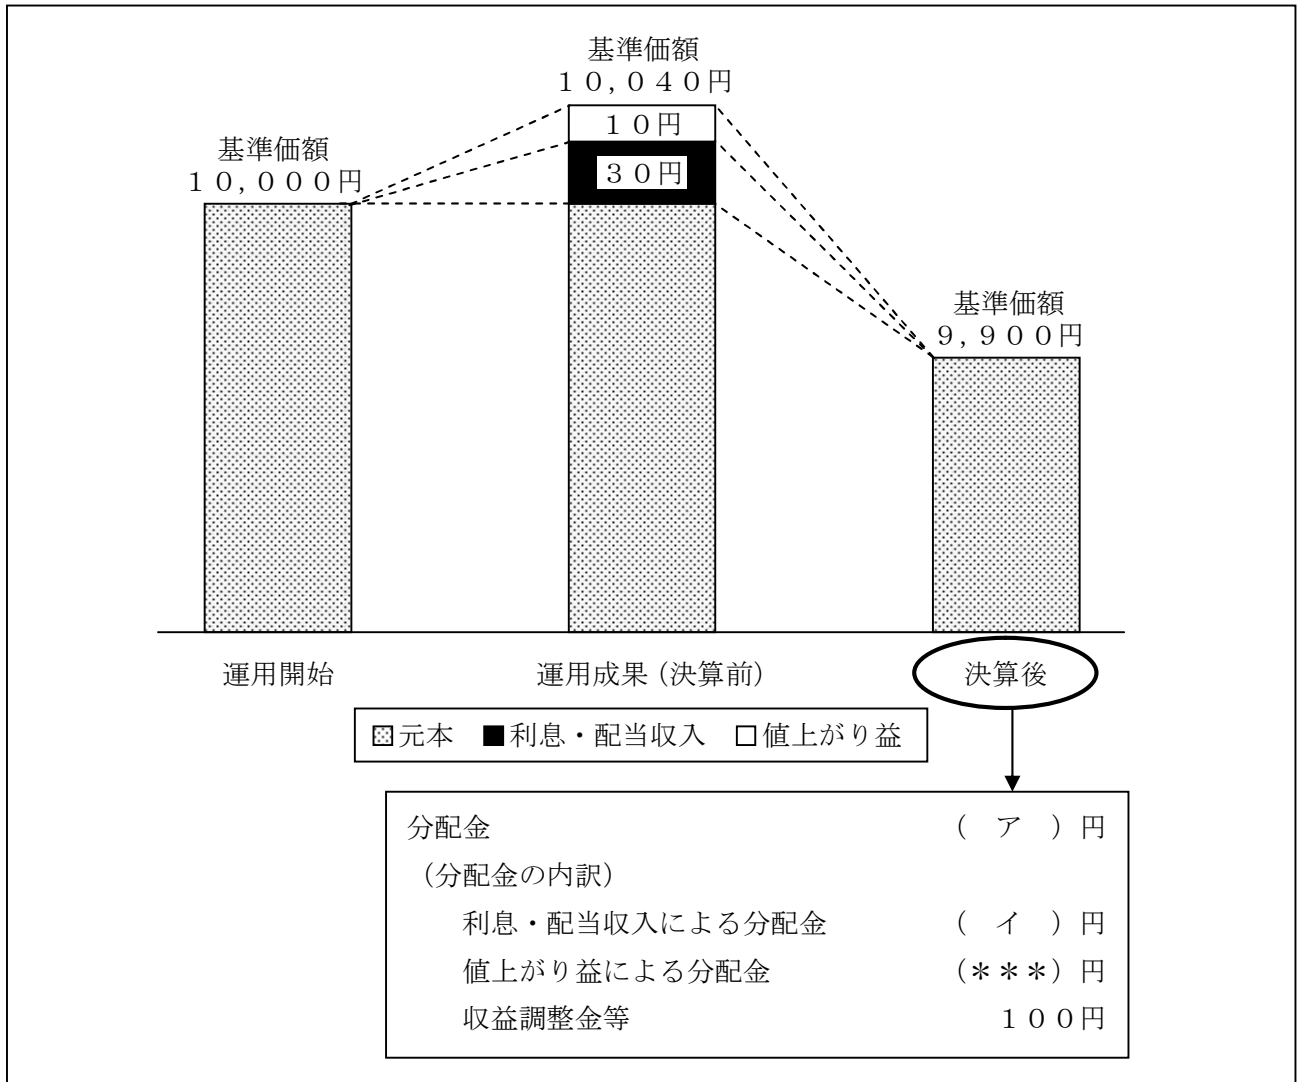 基準価額
１０,０４０円
１０円
３０円
基準価額
１０,０００円
基準価額
９,９００円
運用開始
運用成果（決算前）
決算後
元本 利息・配当収入 値上がり益
分配金 （ ア ）円
（分配金の内訳）
利息・配当収入による分配金 （ イ ）円
値上がり益による分配金 （＊＊＊）円
収益調整金等 １００円